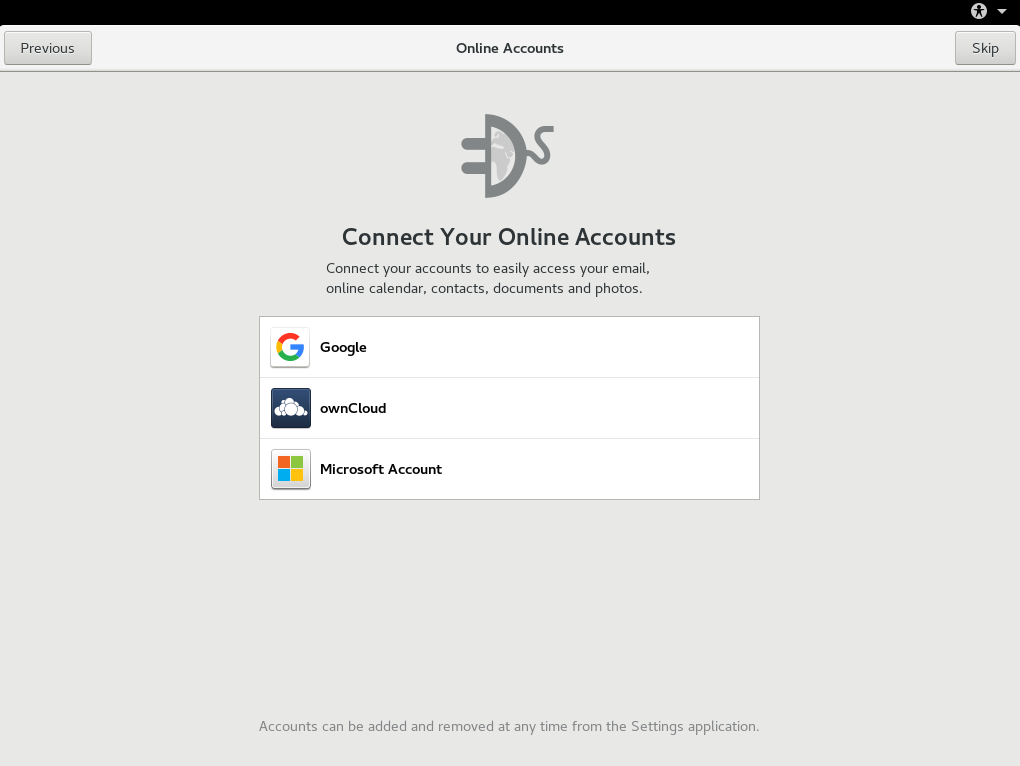 Previous
Online Accounts
Skip
Connect Your Online Accounts
Connect your accounts to easily access your email,
online calendar, contacts, documents and photos.
Google
ownCloud
Microsoft Account
Accounts can be added and removed at any time from the Settings application.